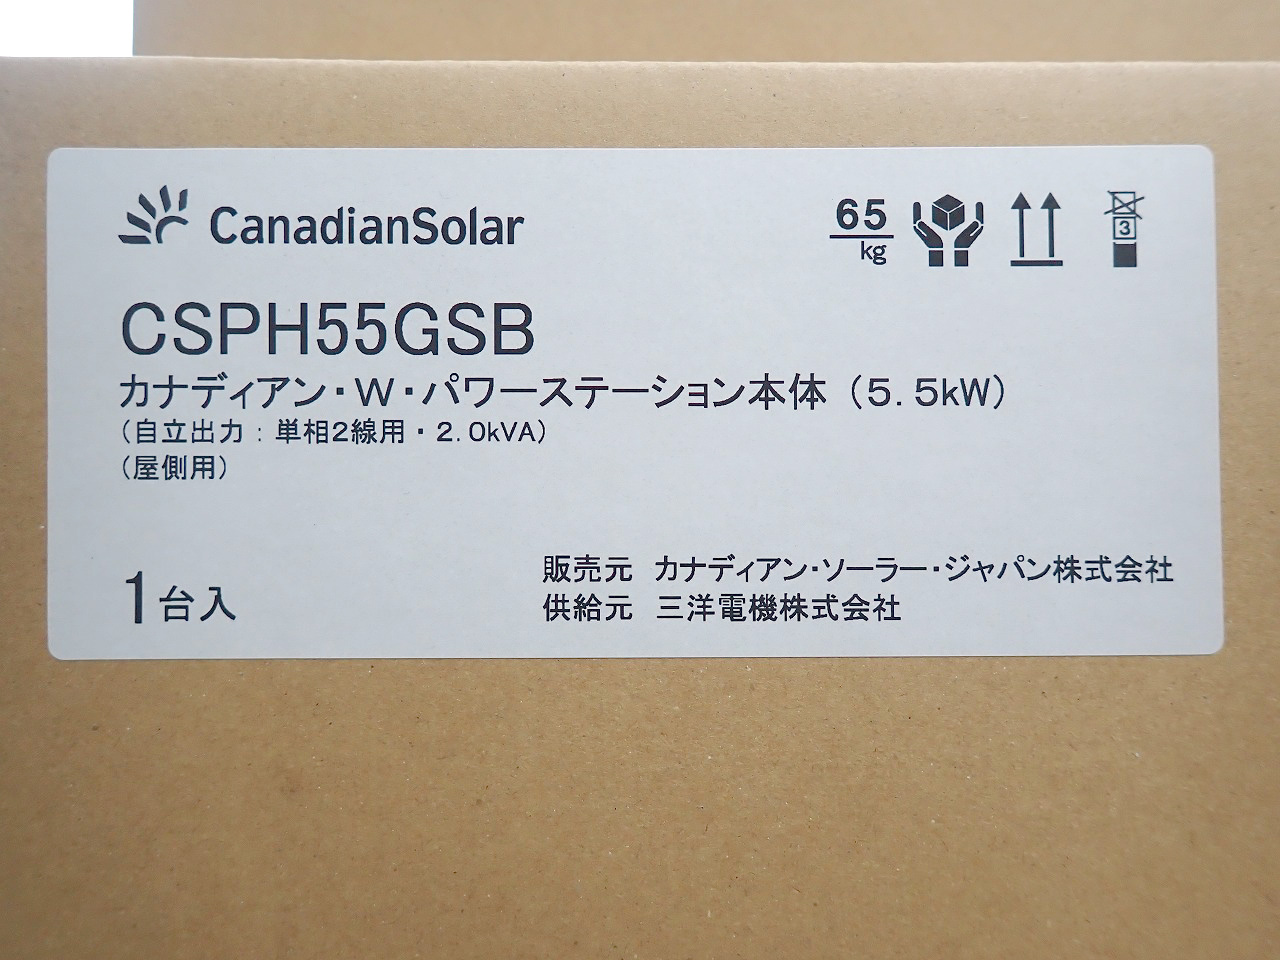 CanadianSolar
65
kg
3
CSPH55GSB
カナディアン・W・パワーステーション本体（5.5kW）
（自立出力：単相2線用・2.0kVA）
（屋側用）
1台入
販売元 カナディアン・ソーラー・ジャパン株式会社
供給元 三洋電機株式会社